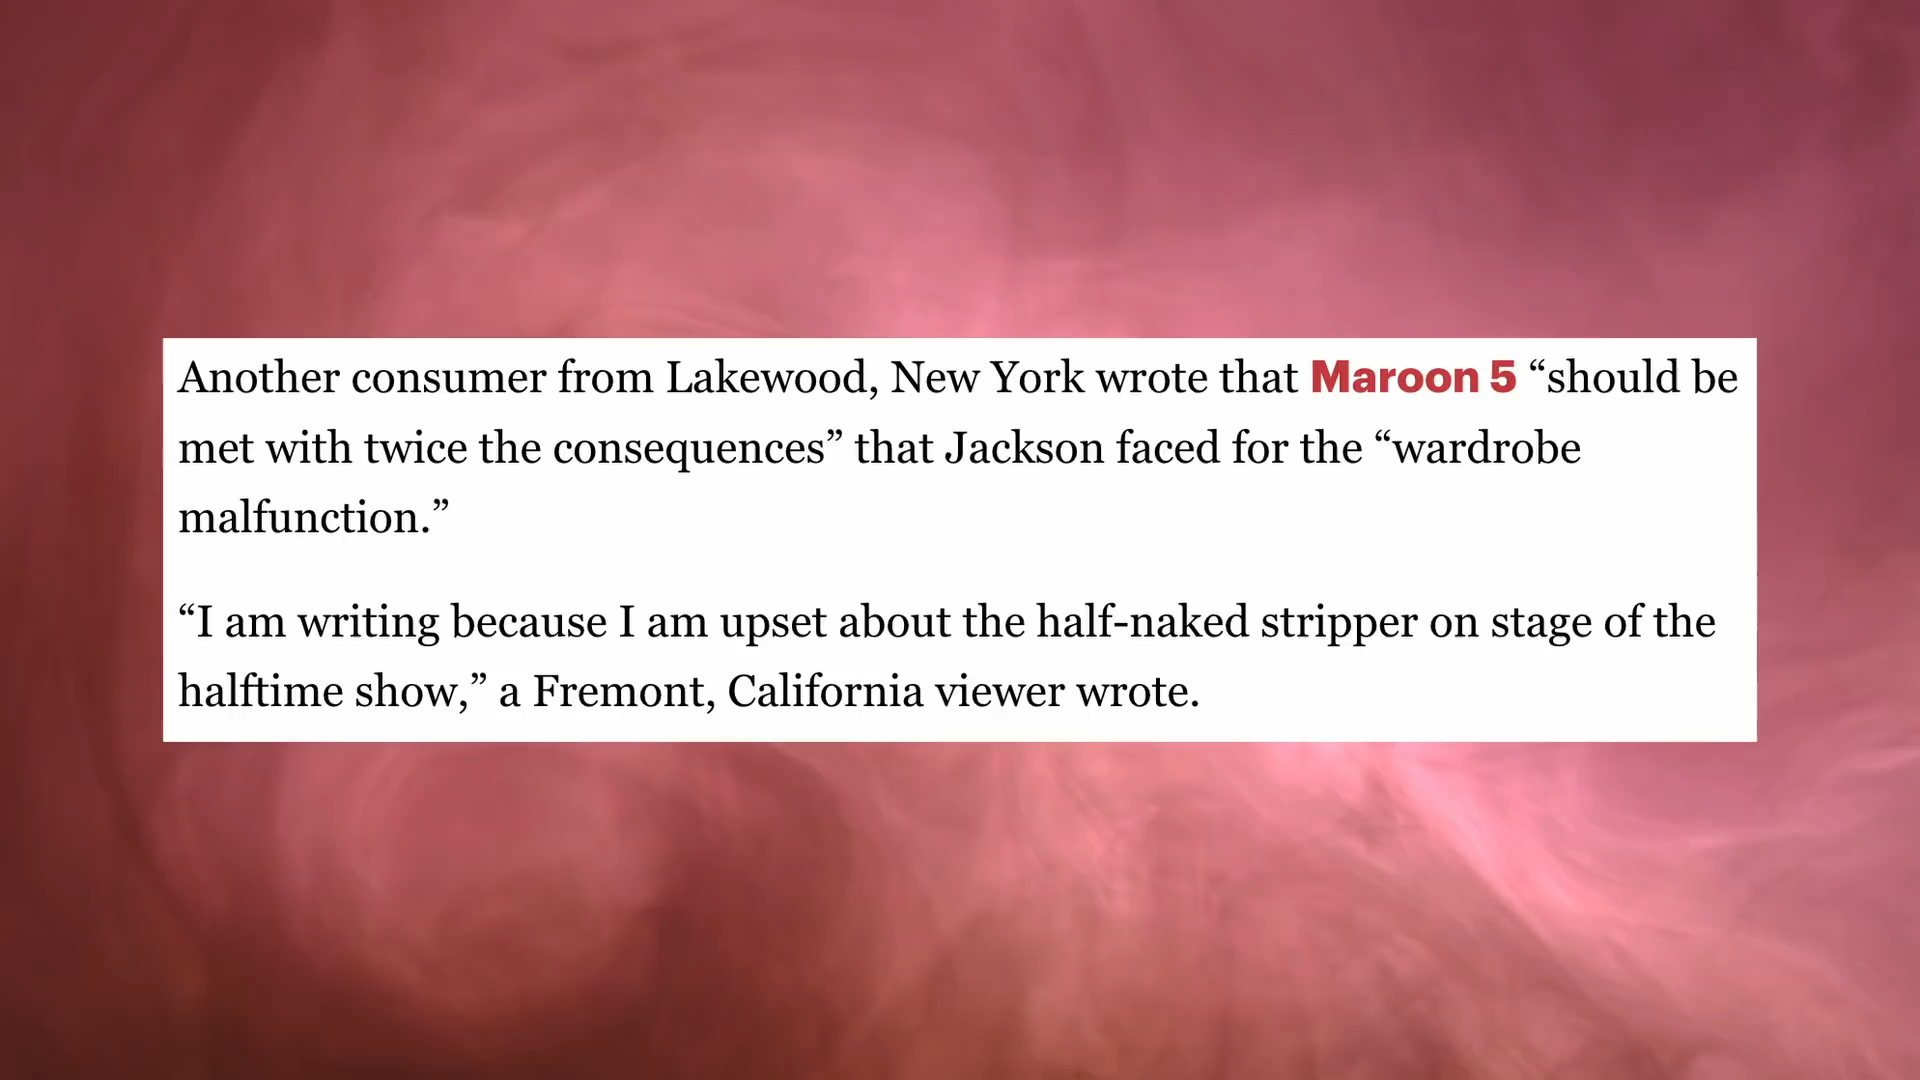 Another consumer from Lakewood, New York wrote that Maroon 5 “should be
met with twice the consequences” that Jackson faced for the “wardrobe
malfunction.”
“I am writing because I am upset about the half-naked stripper on stage of the
halftime show,” a Fremont, California viewer wrote.